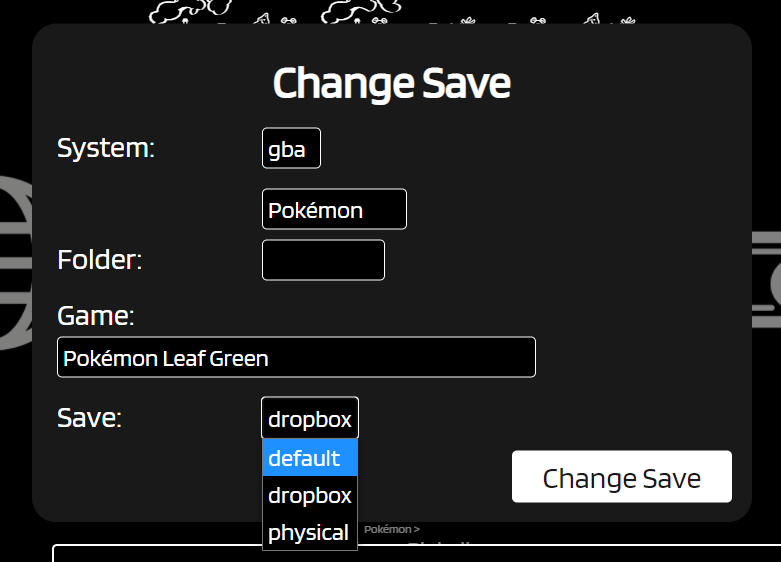 Change Save
System:
gba
Pokémon
Folder:
Game:
Pokémon Leaf Green
Save:
dropbox
default
dropbox
physical
Change Save
Pokémon >